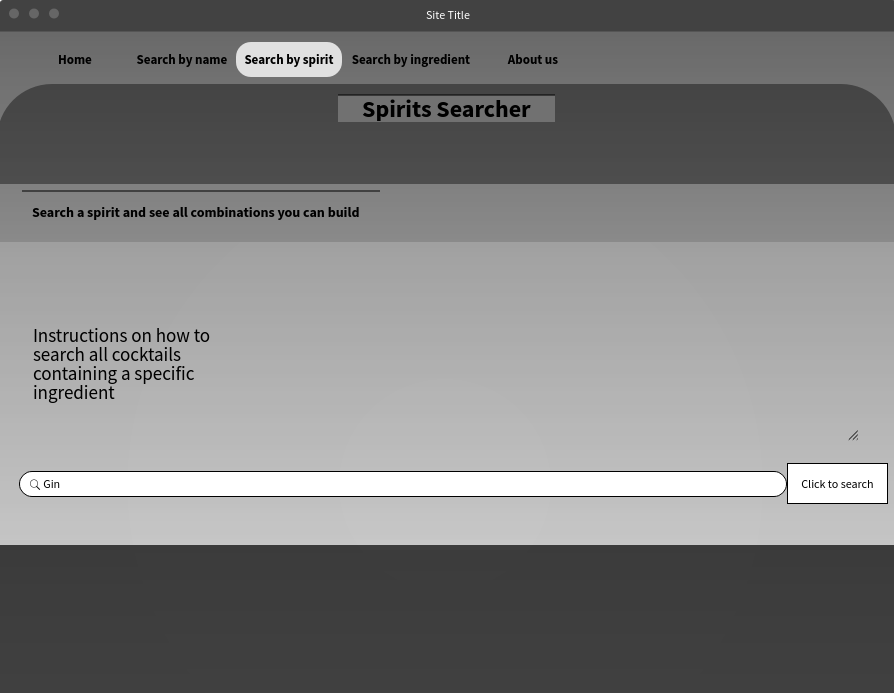 Site Title
Home Search by name Search by spirit Search by ingredient About us
Spirits Searcher
Search a spirit and see all combinations you can build
Instructions on how to
search all cocktails
containing a specific
ingredient
Gin
Click to search